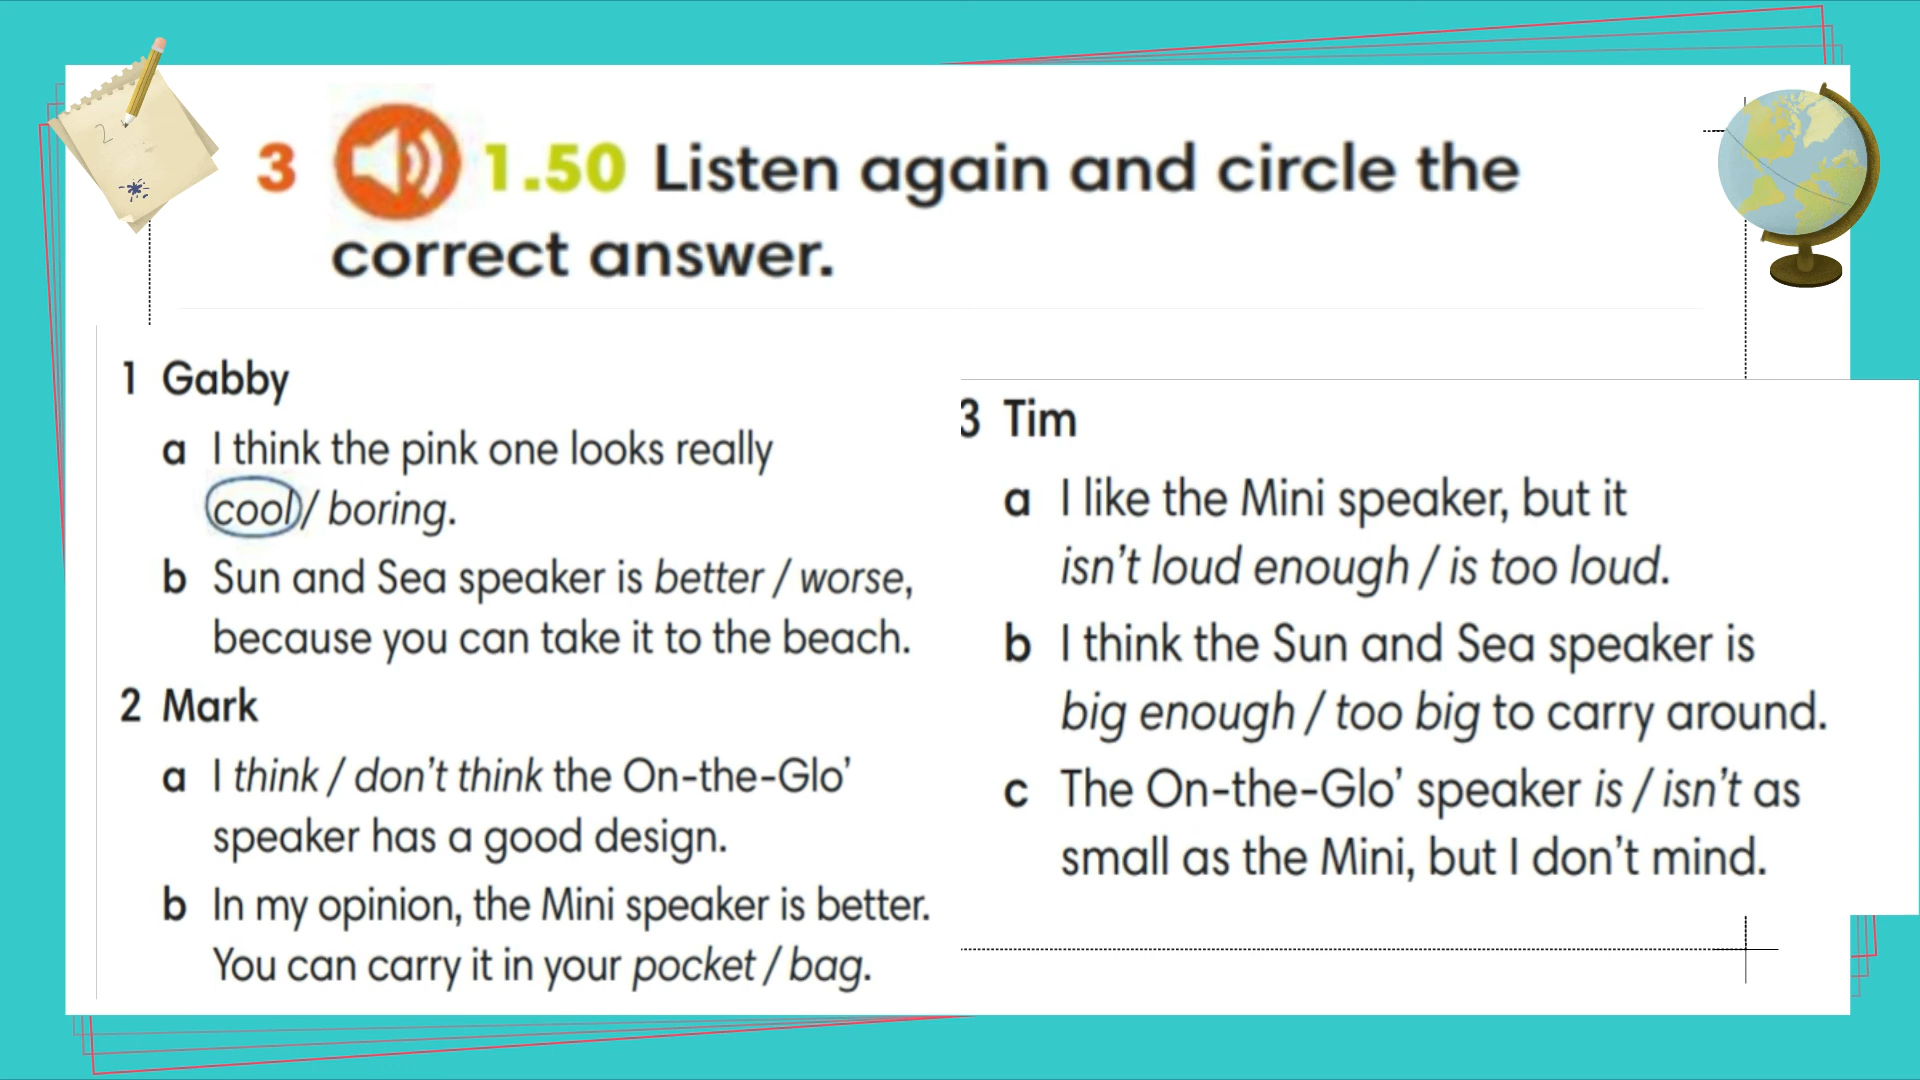 3 1.50 Listen again and circle the
correct answer.
1 Gabby
a I think the pink one looks really
cool / boring.
b Sun and Sea speaker is better / worse,
because you can take it to the beach.
2 Mark
a I think / don't think the On-the-Glo'
speaker has a good design.
b In my opinion, the Mini speaker is better.
You can carry it in your pocket / bag.
3 Tim
a I like the Mini speaker, but it
isn't loud enough / is too loud.
b I think the Sun and Sea speaker is
big enough / too big to carry around.
c The On-the-Glo' speaker is / isn't as
small as the Mini, but I don't mind.
2